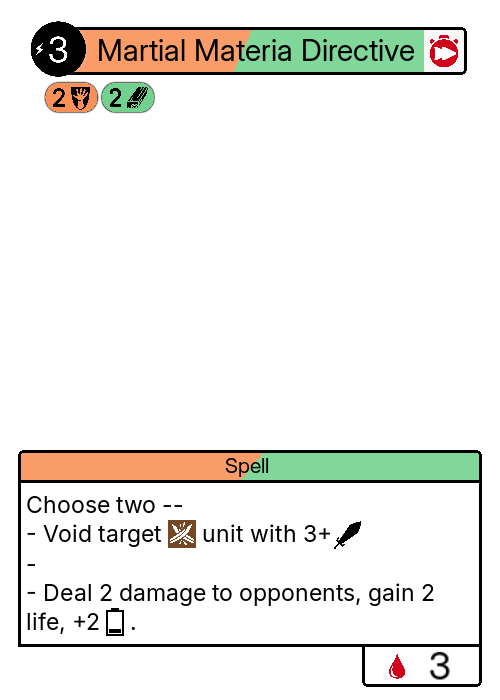 3 Martial Materia Directive
2 2
Spell
Choose two --
- Void target unit with 3+
-
- Deal 2 damage to opponents, gain 2
life, +2 .
3